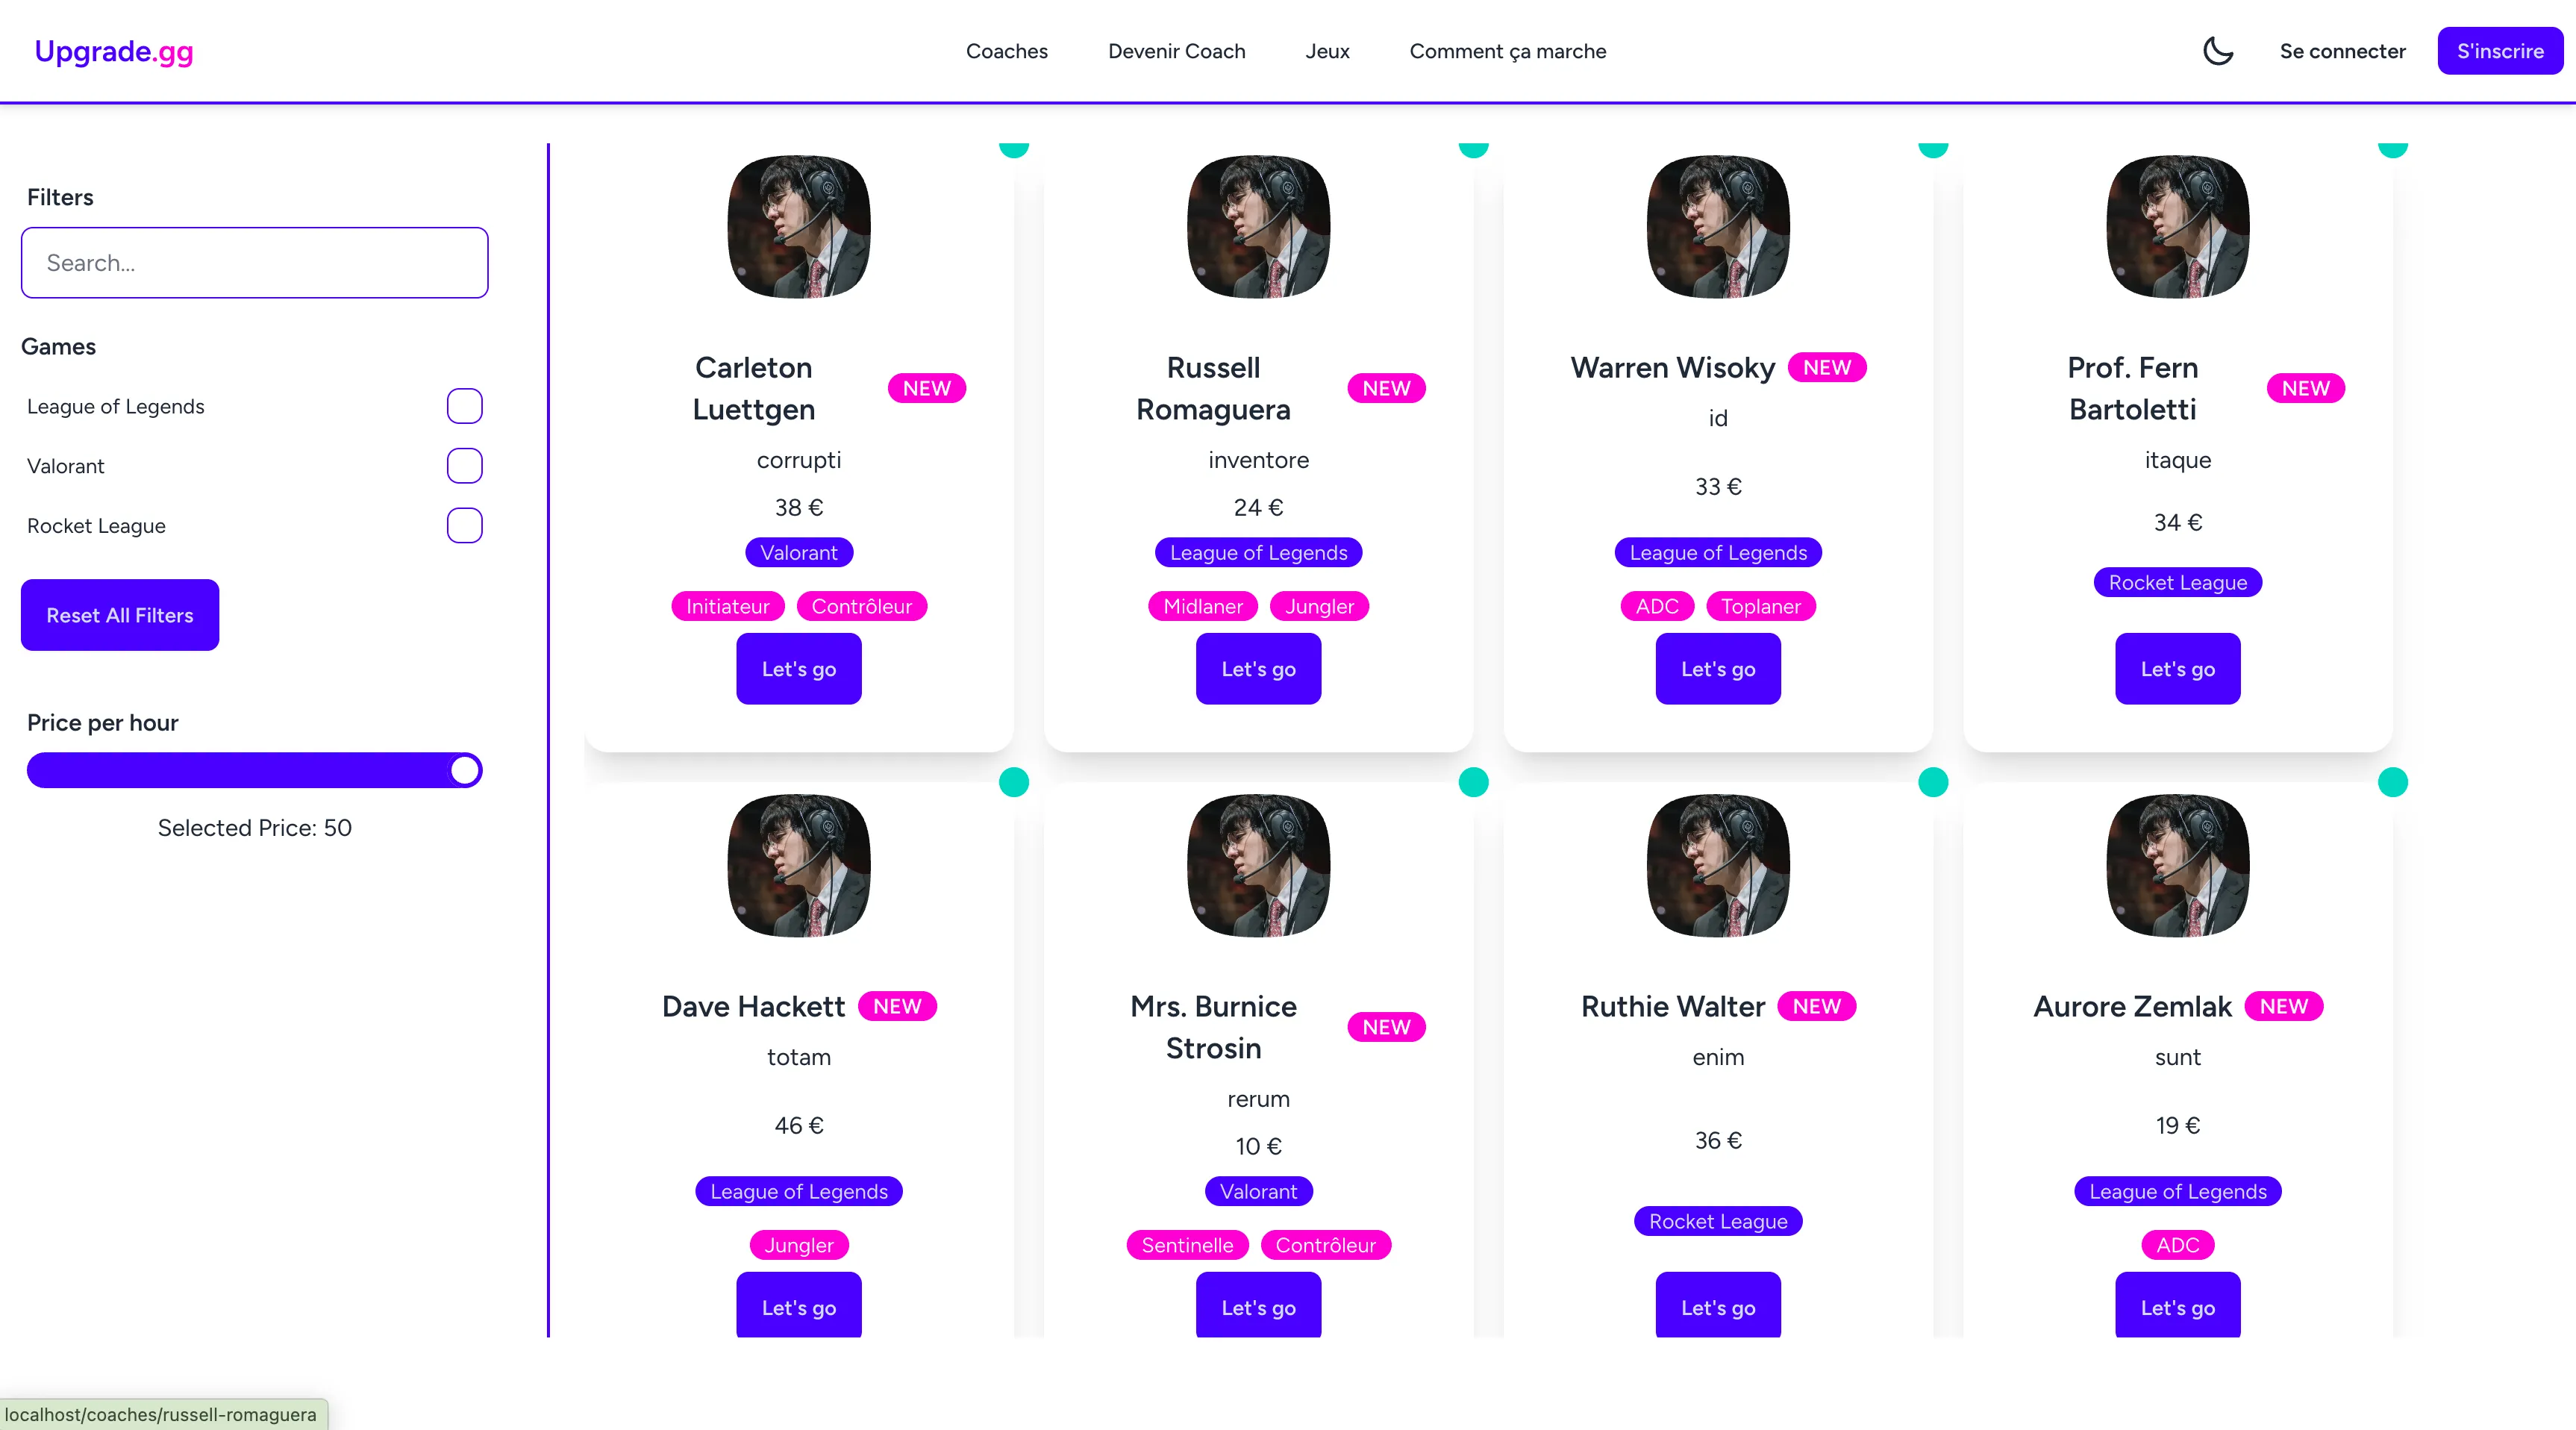 Upgrade.gg
Coaches
Devenir Coach
Jeux
Comment ça marche
Se connecter
S'inscrire
Filters
Search...
Games
League of Legends
Valorant
Rocket League
Reset All Filters
Price per hour
Selected Price: 50
Carleton
Luettgen
NEW
corrupti
38 €
Valorant
Initiateur
Contrôleur
Let's go
Russell
Romaguera
NEW
inventore
24 €
League of Legends
Midlaner
Jungler
Let's go
Warren Wisoky
NEW
id
33 €
League of Legends
ADC
Toplaner
Let's go
Prof. Fern
Bartoletti
NEW
itaque
34 €
Rocket League
Let's go
Dave Hackett
NEW
totam
46 €
League of Legends
Jungler
Let's go
Mrs. Burnice
Strosin
NEW
rerum
10 €
Valorant
Sentinelle
Contrôleur
Let's go
Ruthie Walter
NEW
enim
36 €
Rocket League
Let's go
Aurore Zemlak
NEW
sunt
19 €
League of Legends
ADC
Let's go
localhost/coaches/russell-romaguera